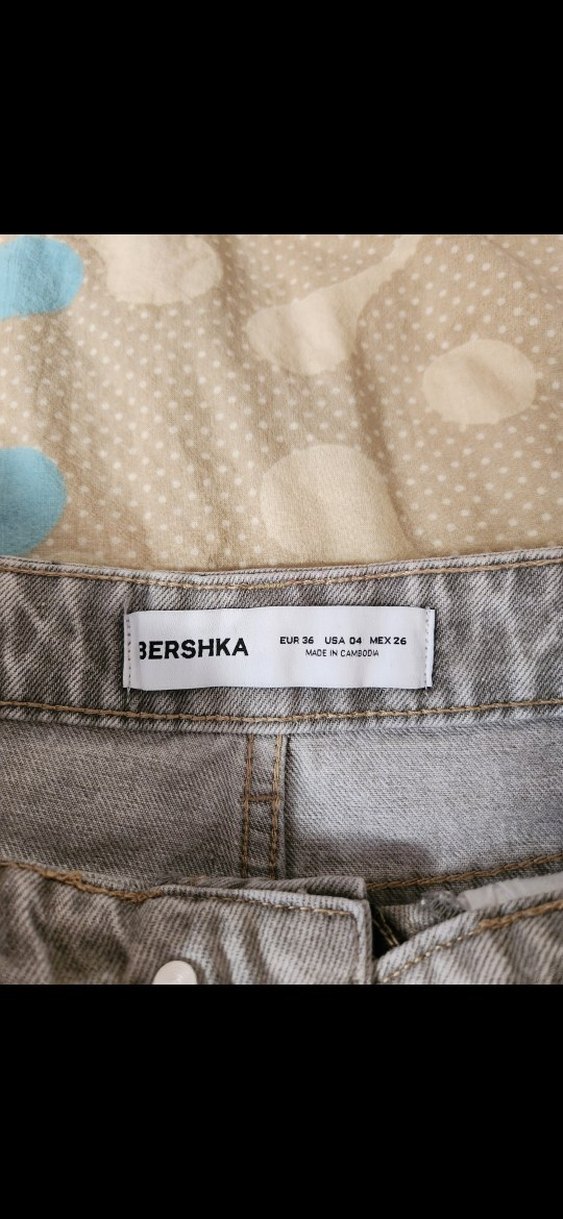 BERSHKA
EUR 36 USA 04 MEX 26
MADE IN CAMBODIA